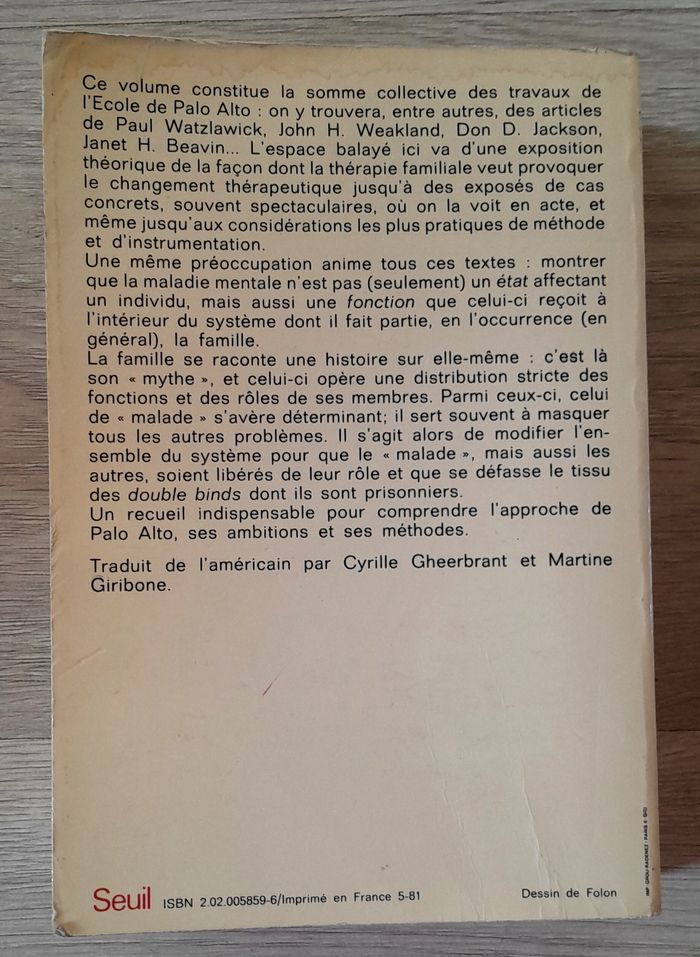 Ce volume constitue la somme collective des travaux de
l'Ecole de Palo Alto : on y trouvera, entre autres, des articles
de Paul Watzlawick, John H. Weakland, Don D. Jackson,
Janet H. Beavin... L'espace balayé ici va d'une exposition
théorique de la façon dont la thérapie familiale veut provoquer
le changement thérapeutique jusqu'à des exposés de cas
concrets, souvent spectaculaires, où on la voit en acte, et
même jusqu'aux considérations les plus pratiques de méthode
et d'instrumentation.
Une même préoccupation anime tous ces textes : montrer
que la maladie mentale n'est pas (seulement) un état affectant
un individu, mais aussi une fonction que celui-ci reçoit à
l'intérieur du système dont il fait partie, en l'occurrence (en
général), la famille.
La famille se raconte une histoire sur elle-même : c'est là
son « mythe », et celui-ci opère une distribution stricte des
fonctions et des rôles de ses membres. Parmi ceux-ci, celui
de « malade » s'avère déterminant; il sert souvent à masquer
tous les autres problèmes. Il s'agit alors de modifier l'en-
semble du système pour que le « malade », mais aussi les
autres, soient libérés de leur rôle et que se défasse le tissu
des double binds dont ils sont prisonniers.
Un recueil indispensable pour comprendre l'approche de
Palo Alto, ses ambitions et ses méthodes.
Traduit de l'américain par Cyrille Gheerbrant et Martine
Giribone.
Seuil ISBN 2.02.005859-6/Imprimé en France 5-81 Dessin de Folon
IMP. GROU-RADENEZ - PARIS 6